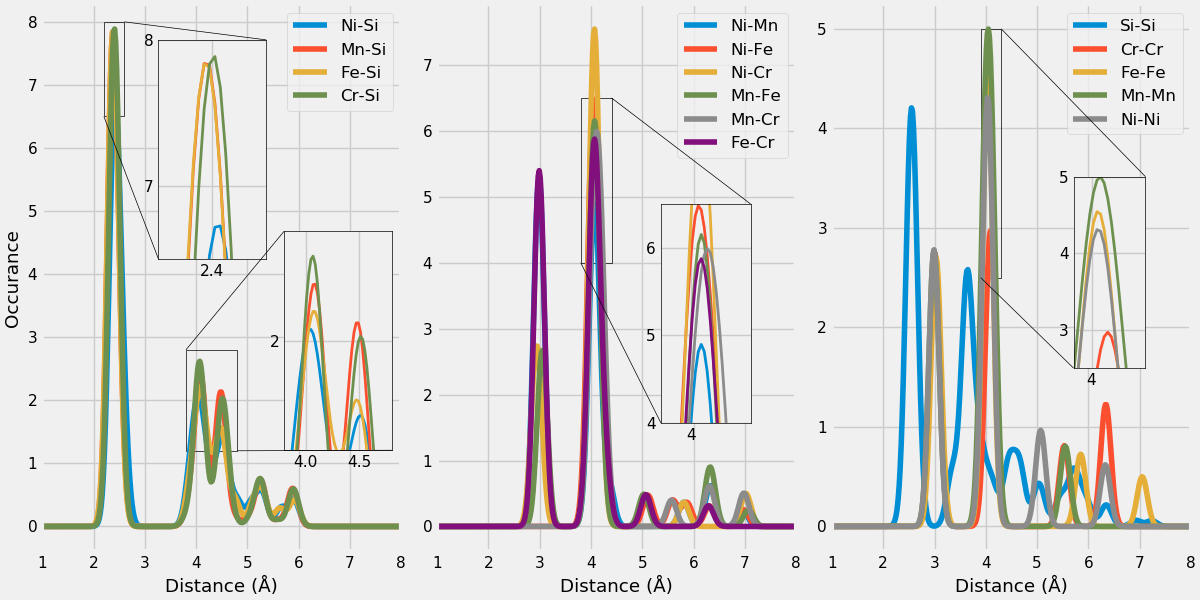 Occurance
8
7
6
5
4
3
2
1
0
1 2 3 4 5 6 7 8
Distance (Å)
Ni-Si
Mn-Si
Fe-Si
Cr-Si
8
7
2.4
2
4.0 4.5
7
6
5
4
3
2
1
0
1 2 3 4 5 6 7 8
Distance (Å)
Ni-Mn
Ni-Fe
Ni-Cr
Mn-Fe
Mn-Cr
Fe-Cr
6
5
4
4
5
4
3
2
1
0
1 2 3 4 5 6 7 8
Distance (Å)
Si-Si
Cr-Cr
Fe-Fe
Mn-Mn
Ni-Ni
5
4
3
4